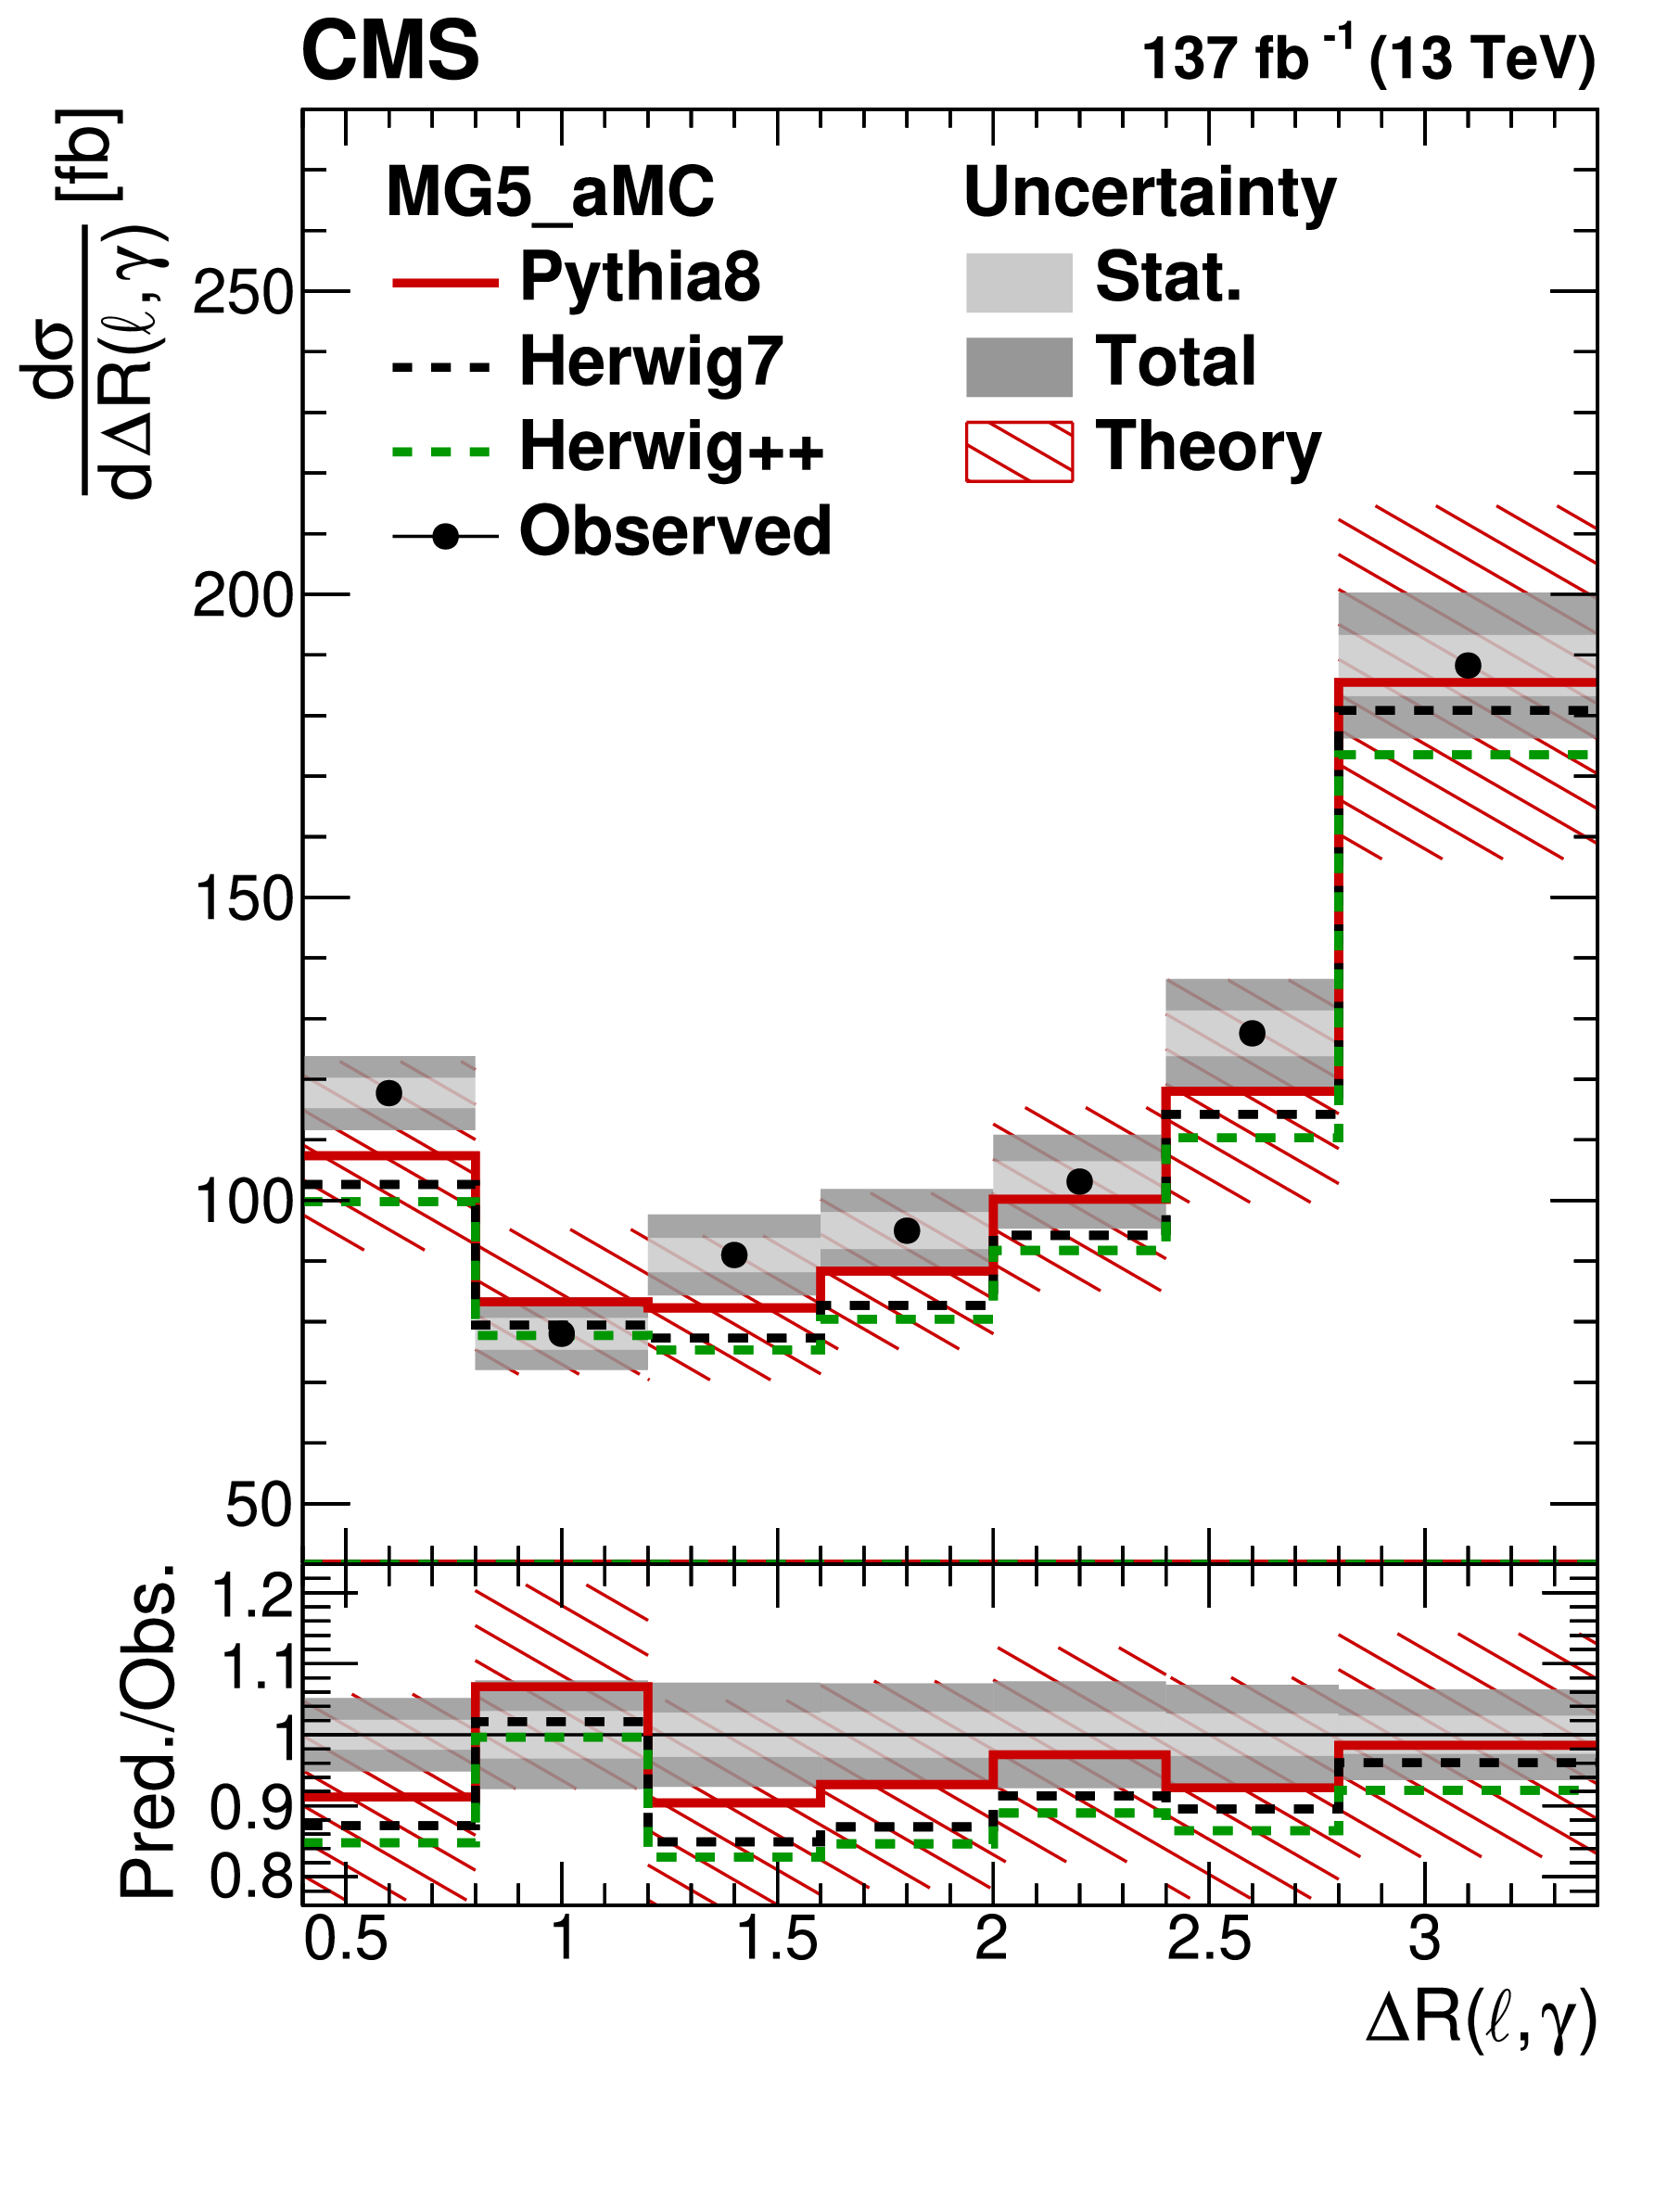 CMS
137 fb -1 (13 TeV)
dσ
dΔR(ℓ, γ)
[fb]
MG5_aMC
Pythia8
Herwig7
Herwig++
Observed
Uncertainty
Stat.
Total
Theory
250
200
150
100
50
Pred./Obs.
1.2
1.1
1
0.9
0.8
0.5 1 1.5 2 2.5 3
ΔR(ℓ, γ)